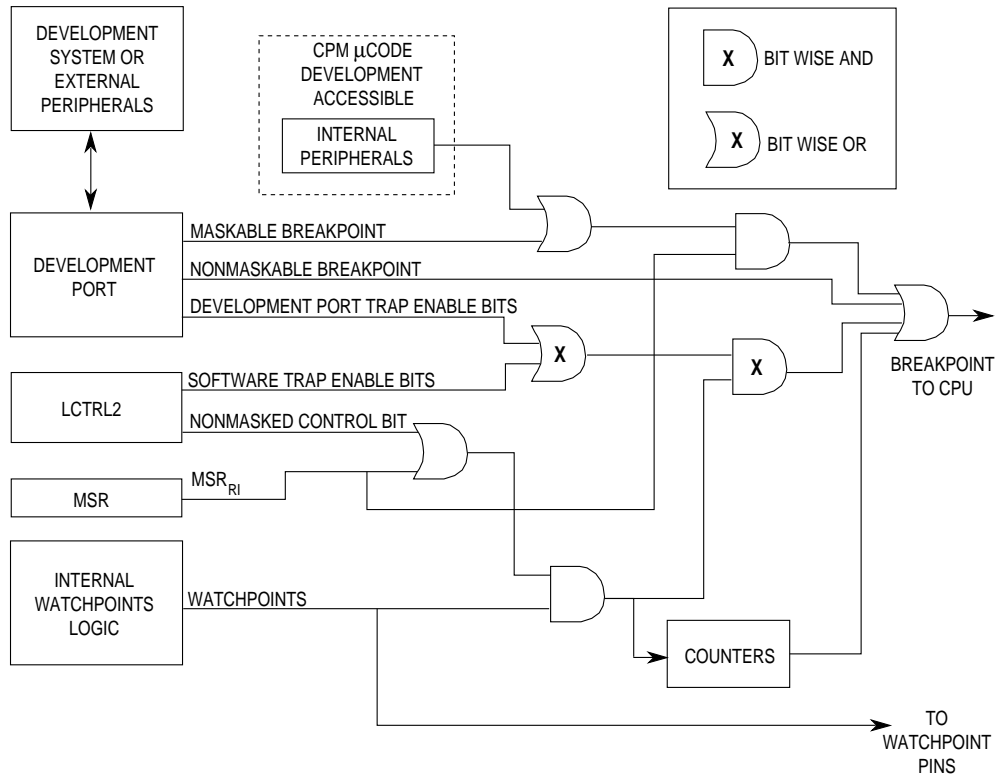 DEVELOPMENT
SYSTEM OR
EXTERNAL
PERIPHERALS
CPM µCODE
DEVELOPMENT
ACCESSIBLE
INTERNAL
PERIPHERALS
X
BIT WISE AND
X
BIT WISE OR
DEVELOPMENT
PORT
MASKABLE BREAKPOINT
NONMASKABLE BREAKPOINT
DEVELOPMENT PORT TRAP ENABLE BITS
X
X
BREAKPOINT
TO CPU
LCTRL2
SOFTWARE TRAP ENABLE BITS
NONMASKED CONTROL BIT
MSR
MSRRI
INTERNAL
WATCHPOINTS
LOGIC
WATCHPOINTS
COUNTERS
TO
WATCHPOINT
PINS